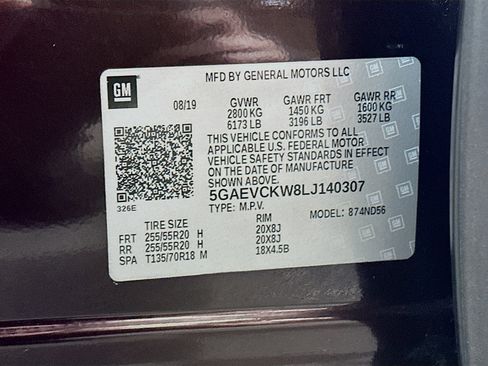 GM
MFD BY GENERAL MOTORS LLC
08/19 GVWR GAWR FRT GAWR RR
2800 KG 1450 KG 1600 KG
6173 LB 3196 LB 3527 LB
THIS VEHICLE CONFORMS TO ALL
APPLICABLE U.S. FEDERAL MOTOR
VEHICLE SAFETY STANDARDS IN EFFECT
ON THE DATE OF MANUFACTURE
SHOWN ABOVE.
5GAEVCKW8LJ140307
326E TYPE: M.P.V. MODEL: 874ND56
TIRE SIZE RIM
FRT 255/55R20 H 20X8J
RR 255/55R20 H 20X8J
SPA T135/70R18 M 18X4.5B